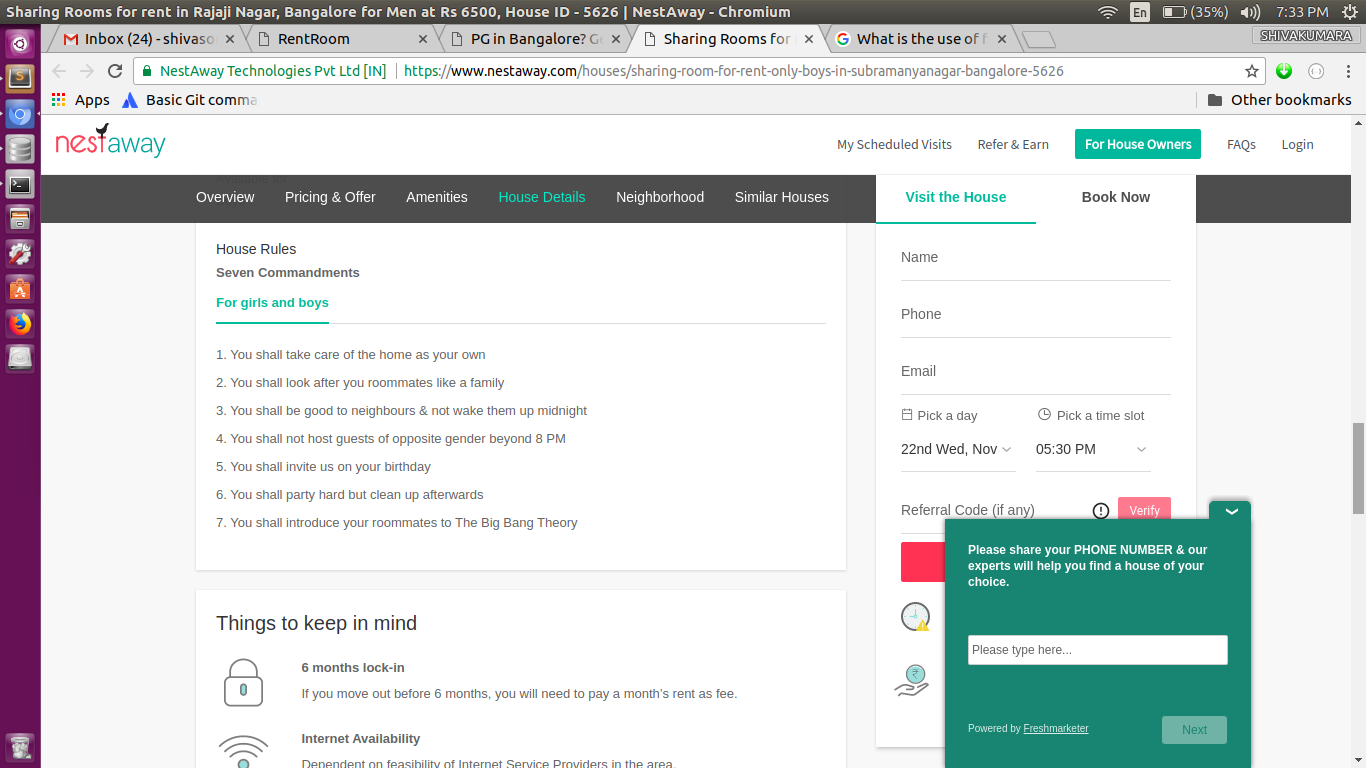 Sharing Rooms for rent in Rajaji Nagar, Bangalore for Men at Rs 6500, House ID - 5626 | NestAway - Chromium
En
(35%)
7:33 PM
Inbox (24) - shivaso
RentRoom
PG in Bangalore? Ge
Sharing Rooms for
What is the use of f
SHIVAKUMARA
NestAway Technologies Pvt Ltd [IN]
https://www.nestaway.com/houses/sharing-room-for-rent-only-boys-in-subramanyanagar-bangalore-5626
Apps
Basic Git comma
Other bookmarks
nestaway
My Scheduled Visits
Refer & Earn
For House Owners
FAQs
Login
Overview
Pricing & Offer
Amenities
House Details
Neighborhood
Similar Houses
Visit the House
Book Now
House Rules
Seven Commandments
For girls and boys
1. You shall take care of the home as your own
2. You shall look after you roommates like a family
3. You shall be good to neighbours & not wake them up midnight
4. You shall not host guests of opposite gender beyond 8 PM
5. You shall invite us on your birthday
6. You shall party hard but clean up afterwards
7. You shall introduce your roommates to The Big Bang Theory
Things to keep in mind
6 months lock-in
If you move out before 6 months, you will need to pay a month's rent as fee.
Internet Availability
Dependent on feasibility of Internet Service Providers in the area.
Name
Phone
Email
Pick a day
Pick a time slot
22nd Wed, Nov
05:30 PM
Referral Code (if any)
Verify
Please share your PHONE NUMBER & our
experts will help you find a house of your
choice.
Please type here...
Powered by Freshmarketer
Next